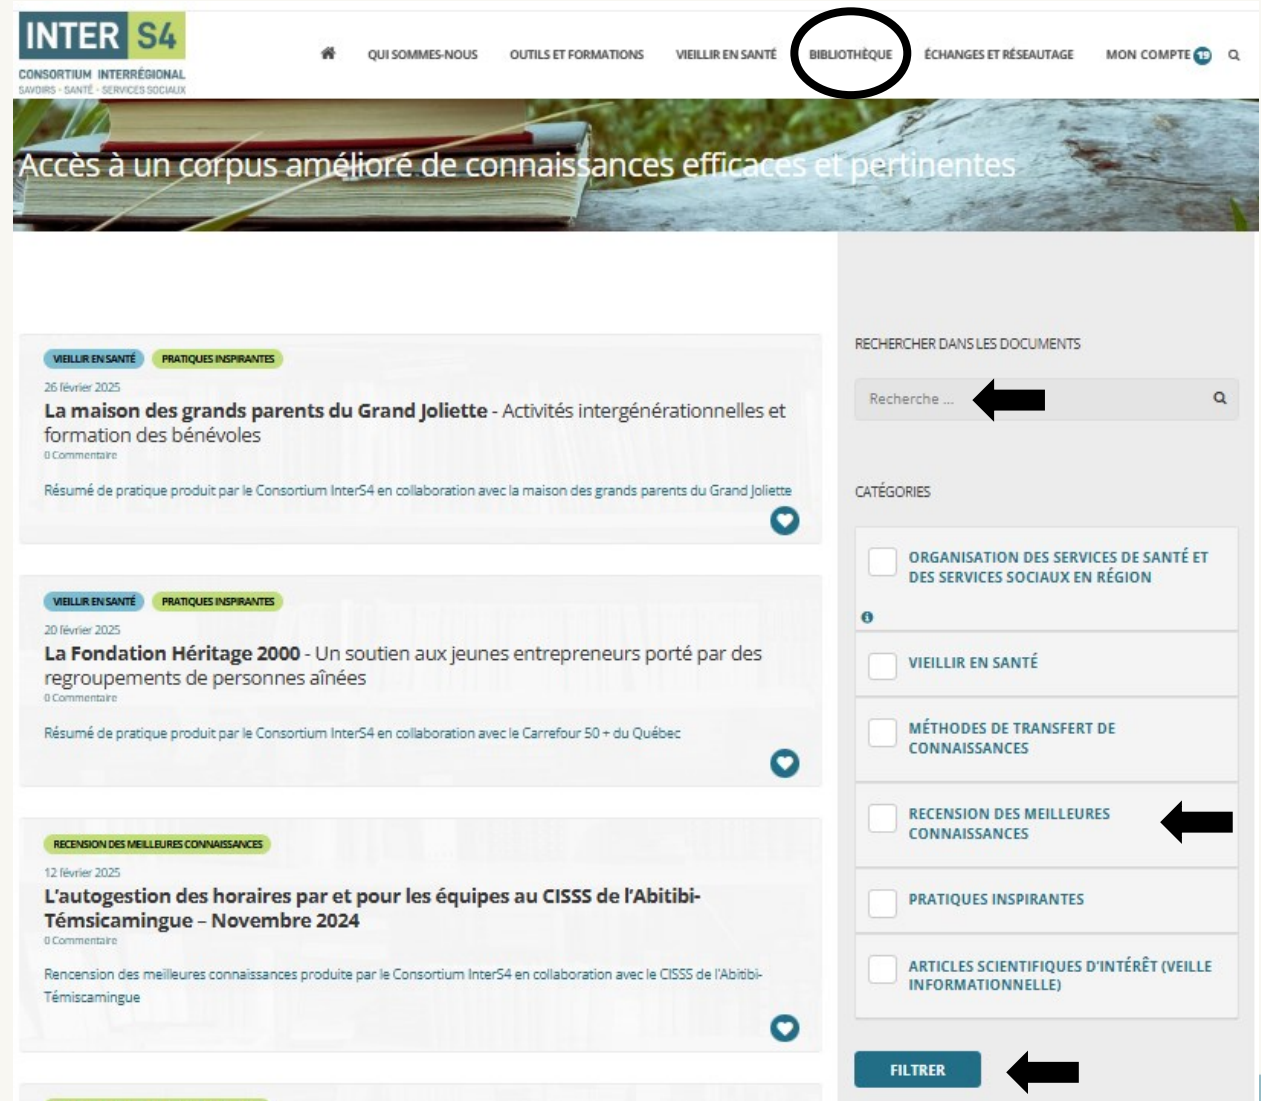 INTER S4
CONSORTIUM INTERRÉGIONAL
SAVOIRS - SANTÉ - SERVICES SOCIAUX
QUI SOMMES-NOUS
OUTILS ET FORMATIONS
VIEILLIR EN SANTÉ
BIBLIOTHÈQUE
ÉCHANGES ET RÉSEAUTAGE
MON COMPTE 19
Accès à un corpus amélioré de connaissances efficaces et pertinentes
VIEILLIR EN SANTÉ
PRATIQUES INSPIRANTES
26 février 2025
La maison des grands parents du Grand Joliette - Activités intergénérationnelles et
formation des bénévoles
0 Commentaire
Résumé de pratique produit par le Consortium InterS4 en collaboration avec la maison des grands parents du Grand Joliette
VIEILLIR EN SANTÉ
PRATIQUES INSPIRANTES
20 février 2025
La Fondation Héritage 2000 - Un soutien aux jeunes entrepreneurs porté par des
regroupements de personnes aînées
0 Commentaire
Résumé de pratique produit par le Consortium InterS4 en collaboration avec le Carrefour 50 + du Québec
RECENSION DES MEILLEURES CONNAISSANCES
12 février 2025
L'autogestion des horaires par et pour les équipes au CISSS de l'Abitibi-
Témsicamingue – Novembre 2024
0 Commentaire
Rencension des meilleures connaissances produite par le Consortium InterS4 en collaboration avec le CISSS de l'Abitibi-
Témiscamingue
RECHERCHER DANS LES DOCUMENTS
Recherche ...
CATÉGORIES
ORGANISATION DES SERVICES DE SANTÉ ET
DES SERVICES SOCIAUX EN RÉGION
VIEILLIR EN SANTÉ
MÉTHODES DE TRANSFERT DE
CONNAISSANCES
RECENSION DES MEILLEURES
CONNAISSANCES
PRATIQUES INSPIRANTES
ARTICLES SCIENTIFIQUES D'INTÉRÊT (VEILLE
INFORMATIONNELLE)
FILTRER